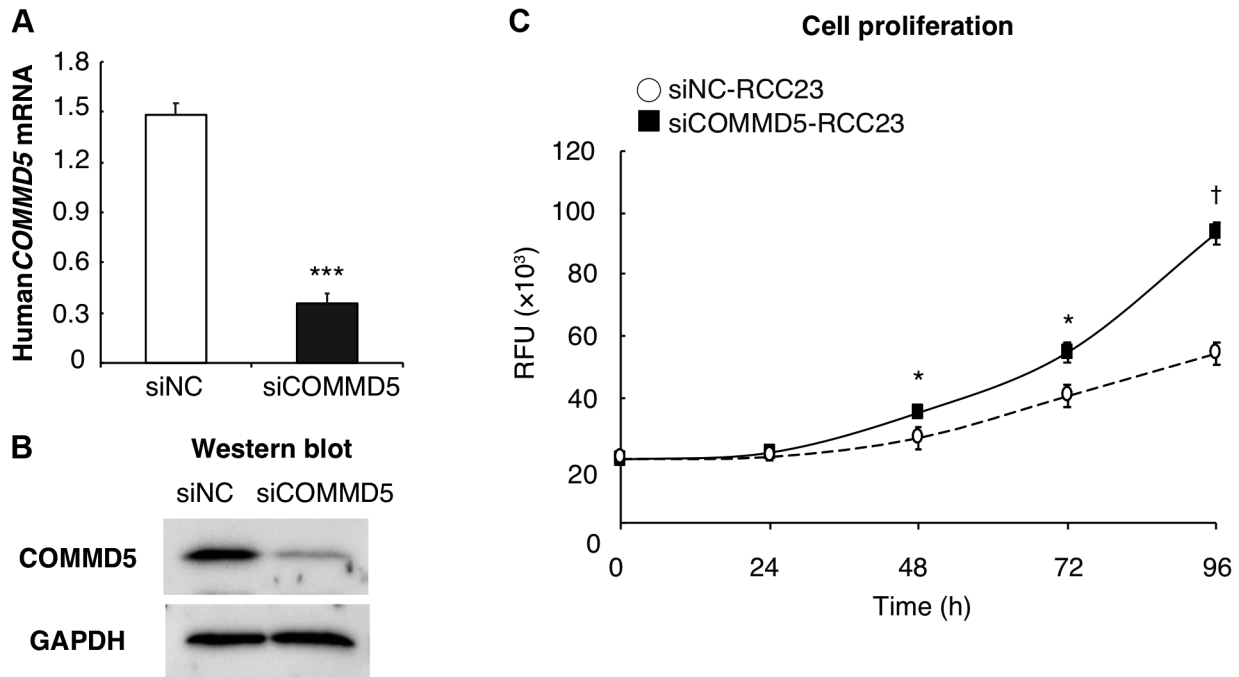 A
1.8
1.5
1.2
0.9
0.6
0.3
0
HumanCOMMD5 mRNA
***
siNC
siCOMMD5
B
Western blot
siNC siCOMMD5
COMMD5
GAPDH
C
Cell proliferation
siNC-RCC23
siCOMMD5-RCC23
120
100
80
60
40
20
0
RFU (×10³)
*
*
†
0 24 48 72 96
Time (h)